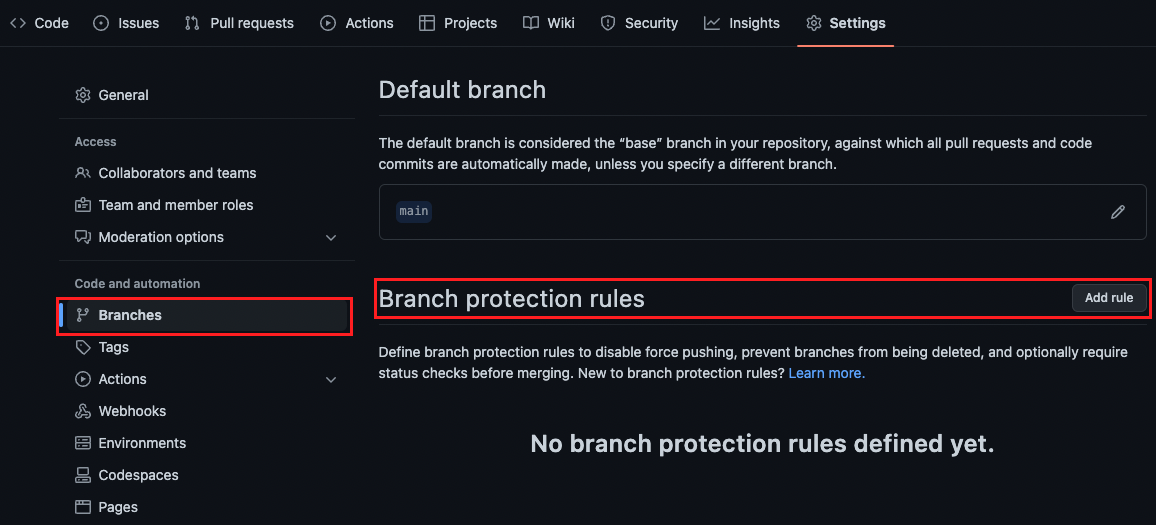 Code Issues Pull requests Actions Projects Wiki Security Insights Settings
General
Access
Collaborators and teams
Team and member roles
Moderation options
Code and automation
Branches
Tags
Actions
Webhooks
Environments
Codespaces
Pages
Default branch
The default branch is considered the “base” branch in your repository, against which all pull requests and code
commits are automatically made, unless you specify a different branch.
main
Branch protection rules
Add rule
Define branch protection rules to disable force pushing, prevent branches from being deleted, and optionally require
status checks before merging. New to branch protection rules? Learn more.
No branch protection rules defined yet.